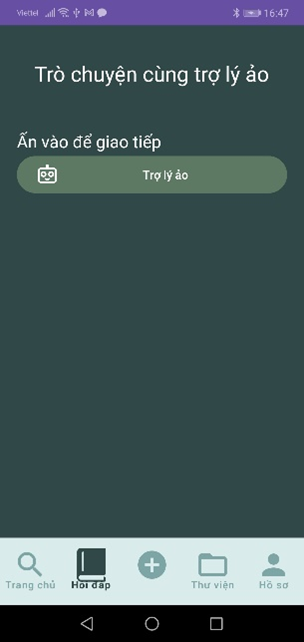 Viettel 16:47
Trò chuyện cùng trợ lý ảo
Ấn vào để giao tiếp
Trợ lý ảo
Trang chủ Hỏi đáp Thư viện Hồ sơ